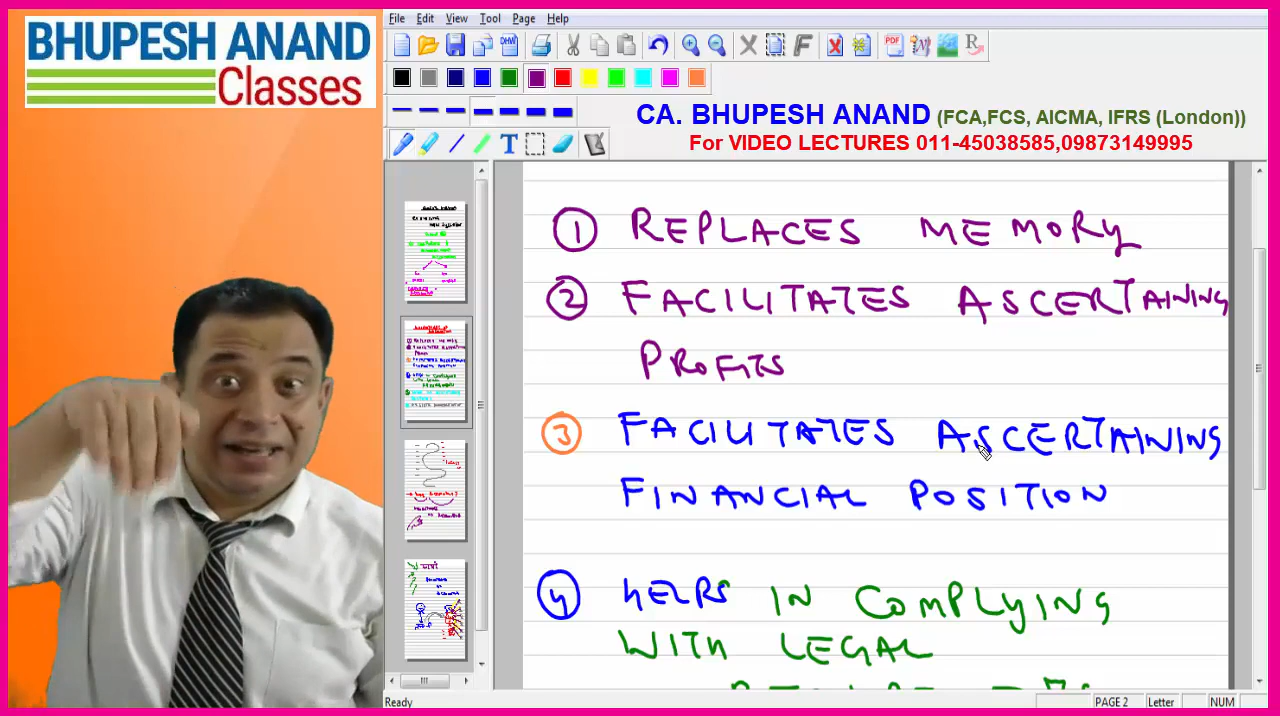 BHUPESH ANAND
Classes
File Edit View Tool Page Help
CA. BHUPESH ANAND (FCA,FCS, AICMA, IFRS (London))
For VIDEO LECTURES 011-45038585,09873149995
① REPLACES MEMORY
② FACILITATES ASCERTAINING
PROFITS
③ FACILITATES ASCERTAINING
FINANCIAL POSITION
④ HELPS IN COMPLYING
WITH LEGAL
Ready PAGE 2 Letter NUM